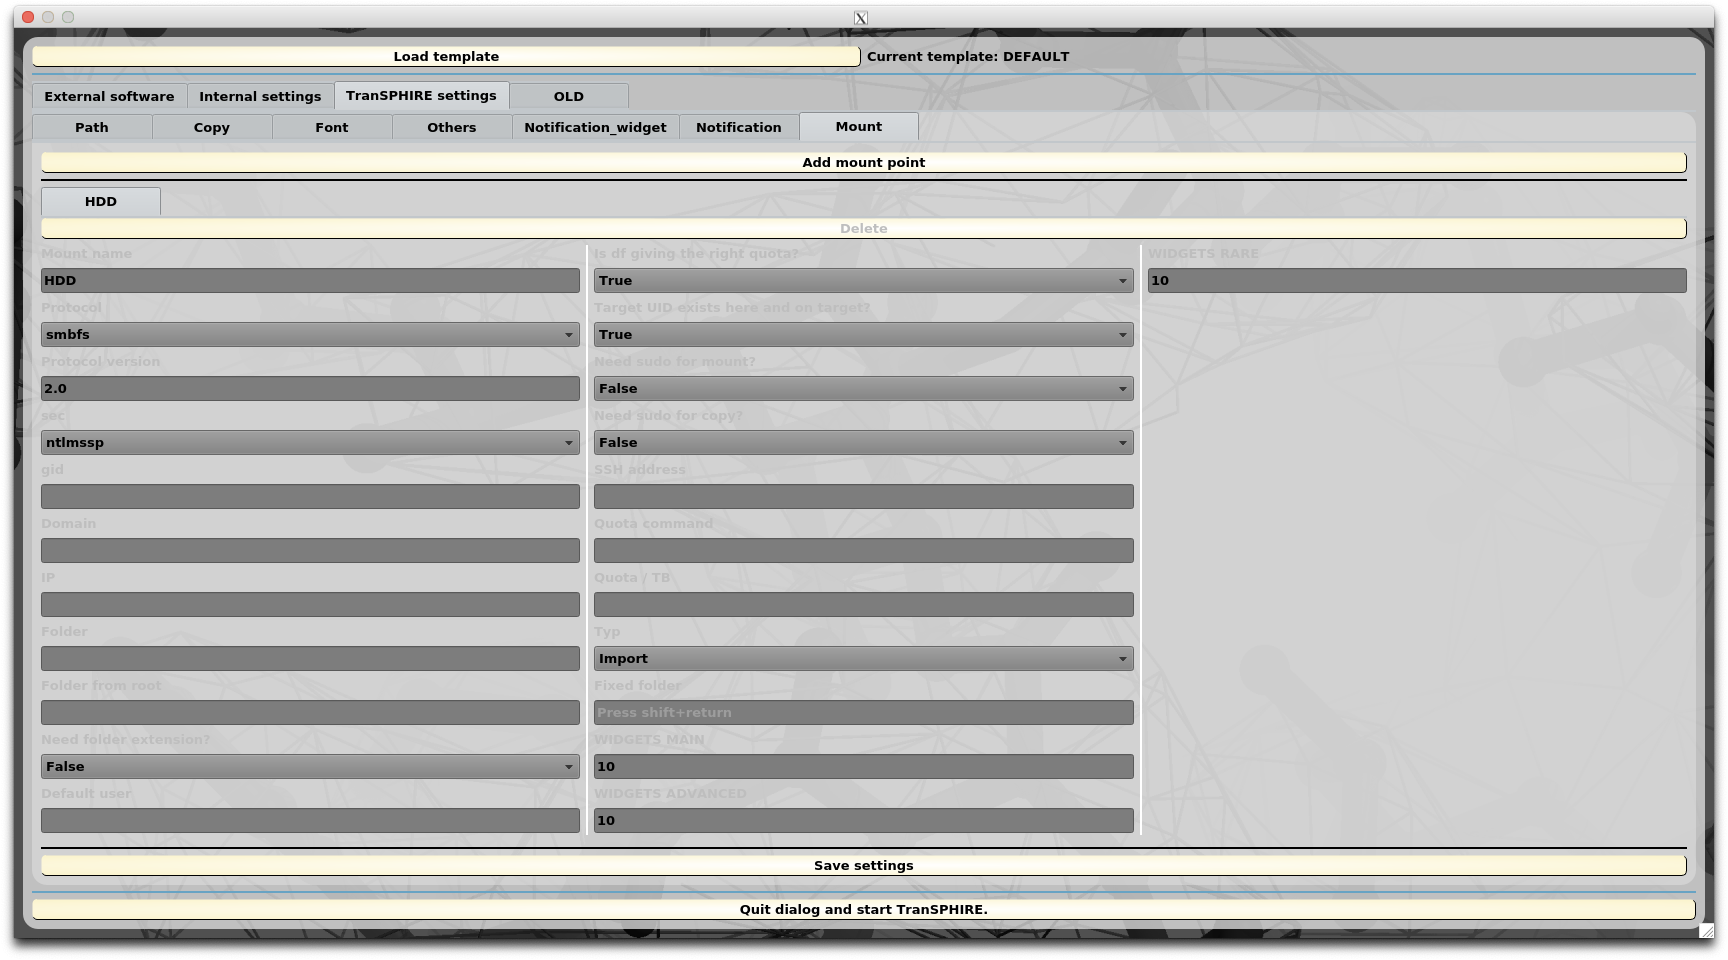 X
Load template
Current template: DEFAULT
External software
Internal settings
TranSPHIRE settings
OLD
Path
Copy
Font
Others
Notification_widget
Notification
Mount
Add mount point
HDD
Delete
Mount name
HDD
Protocol
smbfs
Protocol version
2.0
sec
ntlmssp
gid
Domain
IP
Folder
Folder from root
Need folder extension?
False
Default user
Is df giving the right quota?
True
Target UID exists here and on target?
True
Need sudo for mount?
False
Need sudo for copy?
False
SSH address
Quota command
Quota / TB
Typ
Import
Fixed folder
Press shift+return
WIDGETS MAIN
10
WIDGETS ADVANCED
10
WIDGETS RARE
10
Save settings
Quit dialog and start TranSPHIRE.